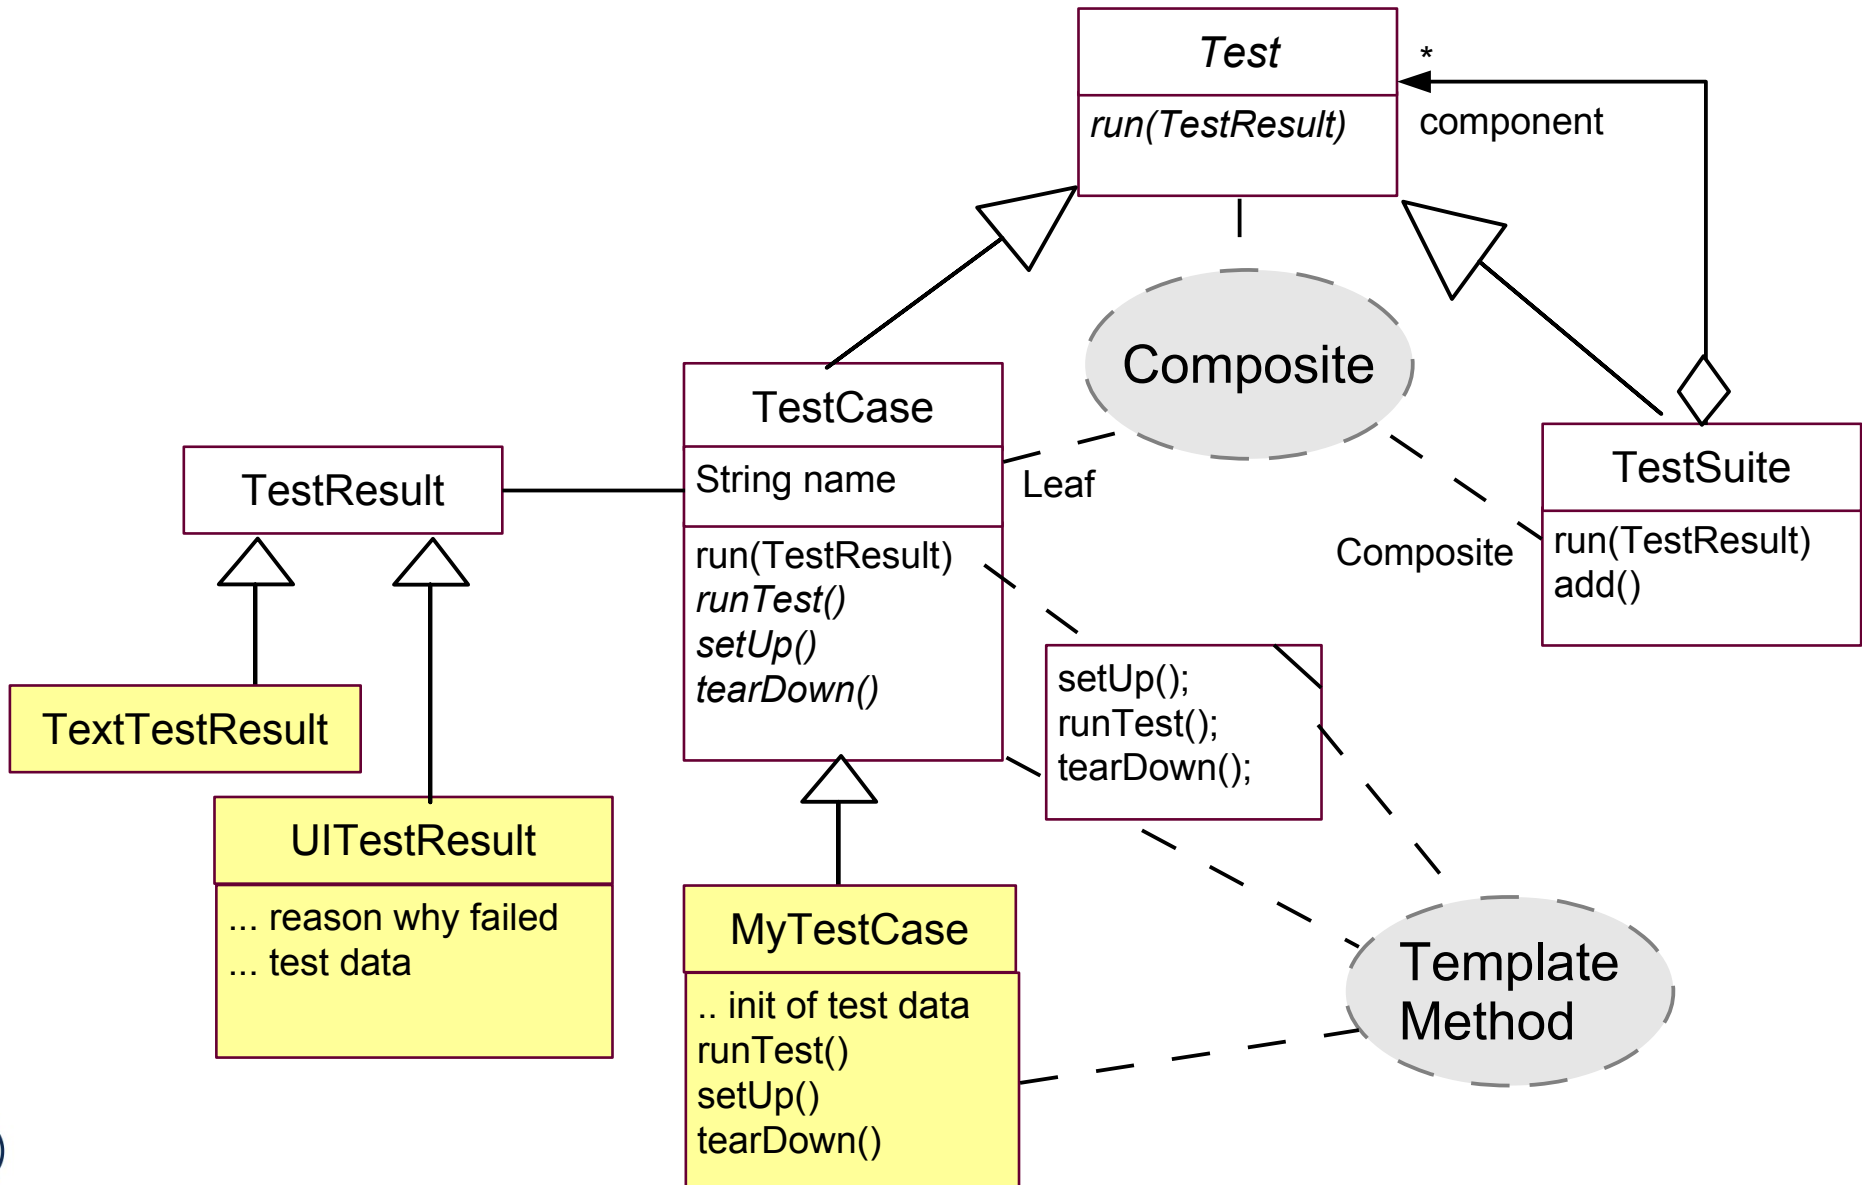 Test
*
run(TestResult)
component
Composite
TestCase
String name
Leaf
run(TestResult)
runTest()
setUp()
tearDown()
TestResult
TestSuite
Composite
run(TestResult)
add()
setUp();
runTest();
tearDown();
TextTestResult
UITestResult
... reason why failed
... test data
MyTestCase
.. init of test data
runTest()
setUp()
tearDown()
Template
Method